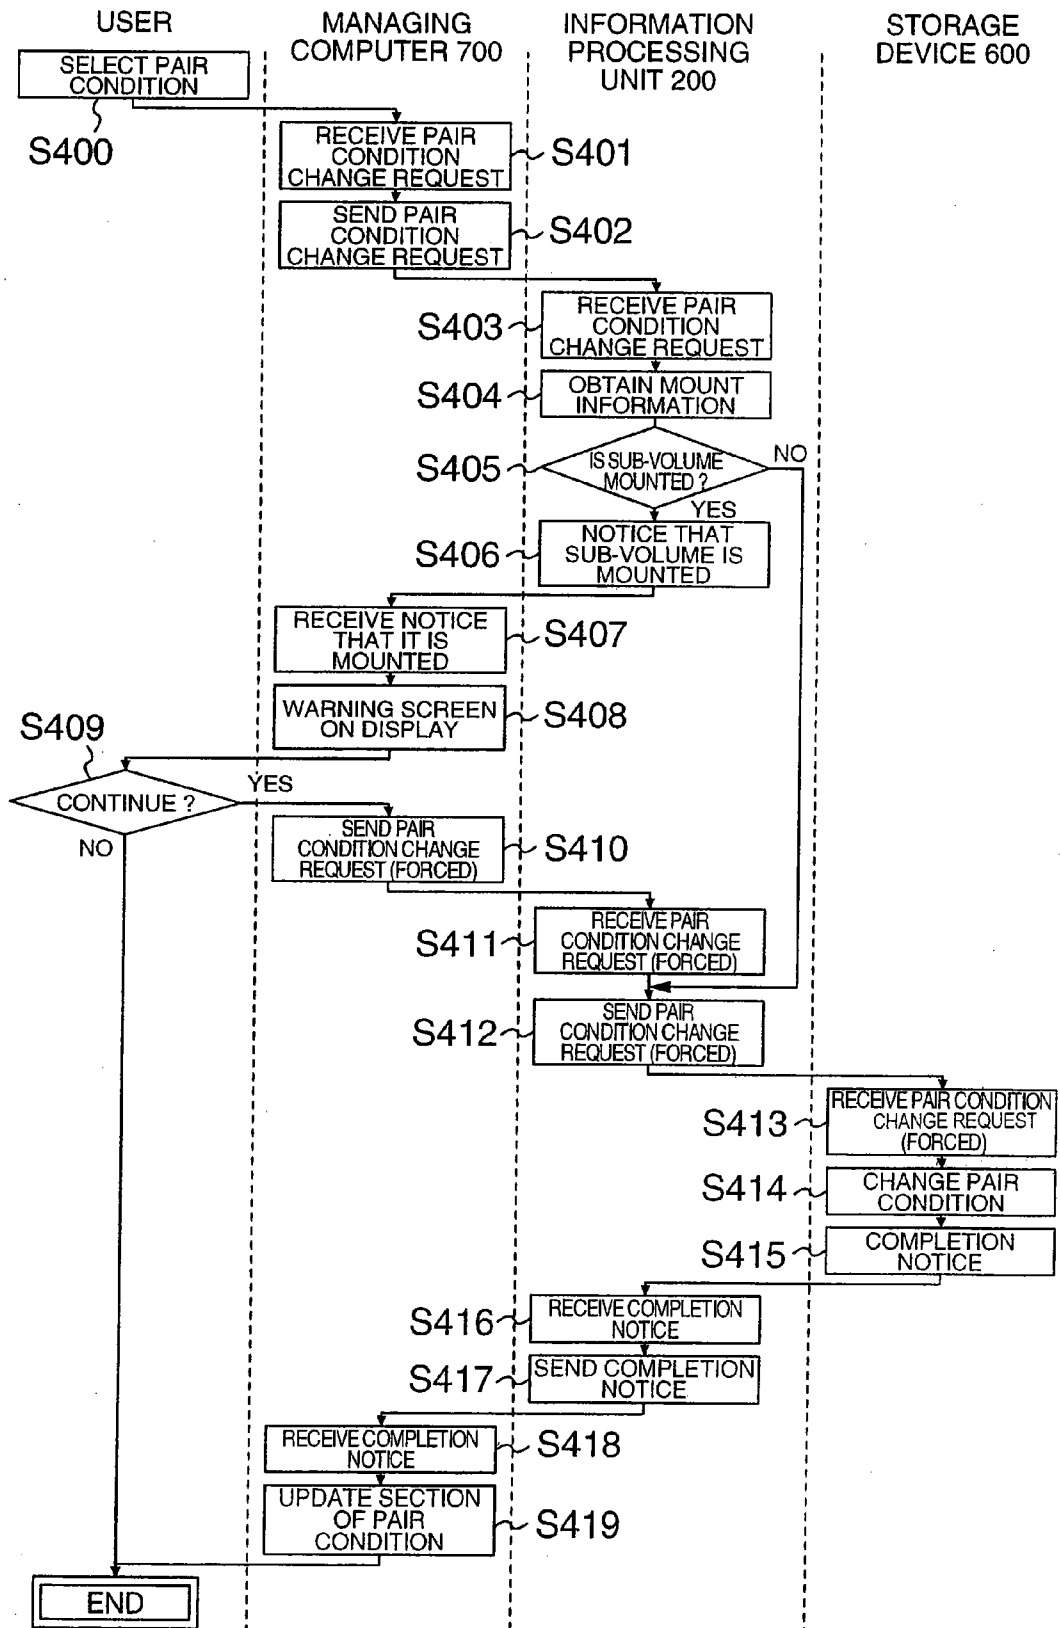 USER
MANAGING
COMPUTER 700
INFORMATION
PROCESSING
UNIT 200
STORAGE
DEVICE 600
SELECT PAIR
CONDITION
S400
RECEIVE PAIR
CONDITION
CHANGE REQUEST
S401
SEND PAIR
CONDITION
CHANGE REQUEST
S402
S403
RECEIVE PAIR
CONDITION
CHANGE REQUEST
S404
OBTAIN MOUNT
INFORMATION
S405
IS SUB-VOLUME
MOUNTED ?
NO
YES
S406
NOTICE THAT
SUB-VOLUME IS
MOUNTED
RECEIVE NOTICE
THAT IT IS
MOUNTED
S407
WARNING SCREEN
ON DISPLAY
S408
S409
CONTINUE ?
YES
NO
SEND PAIR
CONDITION CHANGE
REQUEST (FORCED)
S410
S411
RECEIVE PAIR
CONDITION CHANGE
REQUEST (FORCED)
S412
SEND PAIR
CONDITION CHANGE
REQUEST (FORCED)
S413
RECEIVE PAIR CONDITION
CHANGE REQUEST
(FORCED)
S414
CHANGE PAIR
CONDITION
S415
COMPLETION
NOTICE
S416
RECEIVE COMPLETION
NOTICE
S417
SEND COMPLETION
NOTICE
RECEIVE COMPLETION
NOTICE
S418
UPDATE SECTION
OF PAIR
CONDITION
S419
END